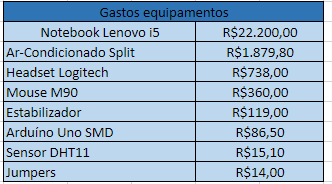 Gastos equipamentos
Notebook Lenovo i5 R$22.200,00
Ar-Condicionado Split R$1.879,80
Headset Logitech R$738,00
Mouse M90 R$360,00
Estabilizador R$119,00
Arduíno Uno SMD R$86,50
Sensor DHT11 R$15,10
Jumpers R$14,00